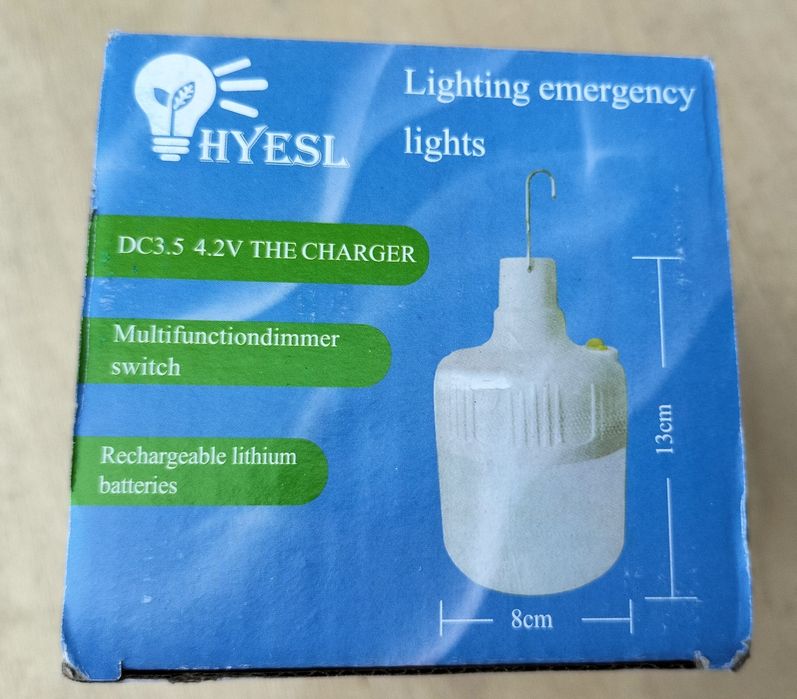 HYESL
Lighting emergency
lights
DC3.5 4.2V THE CHARGER
Multifunctiondimmer
switch
Rechargeable lithium
batteries
13cm
8cm